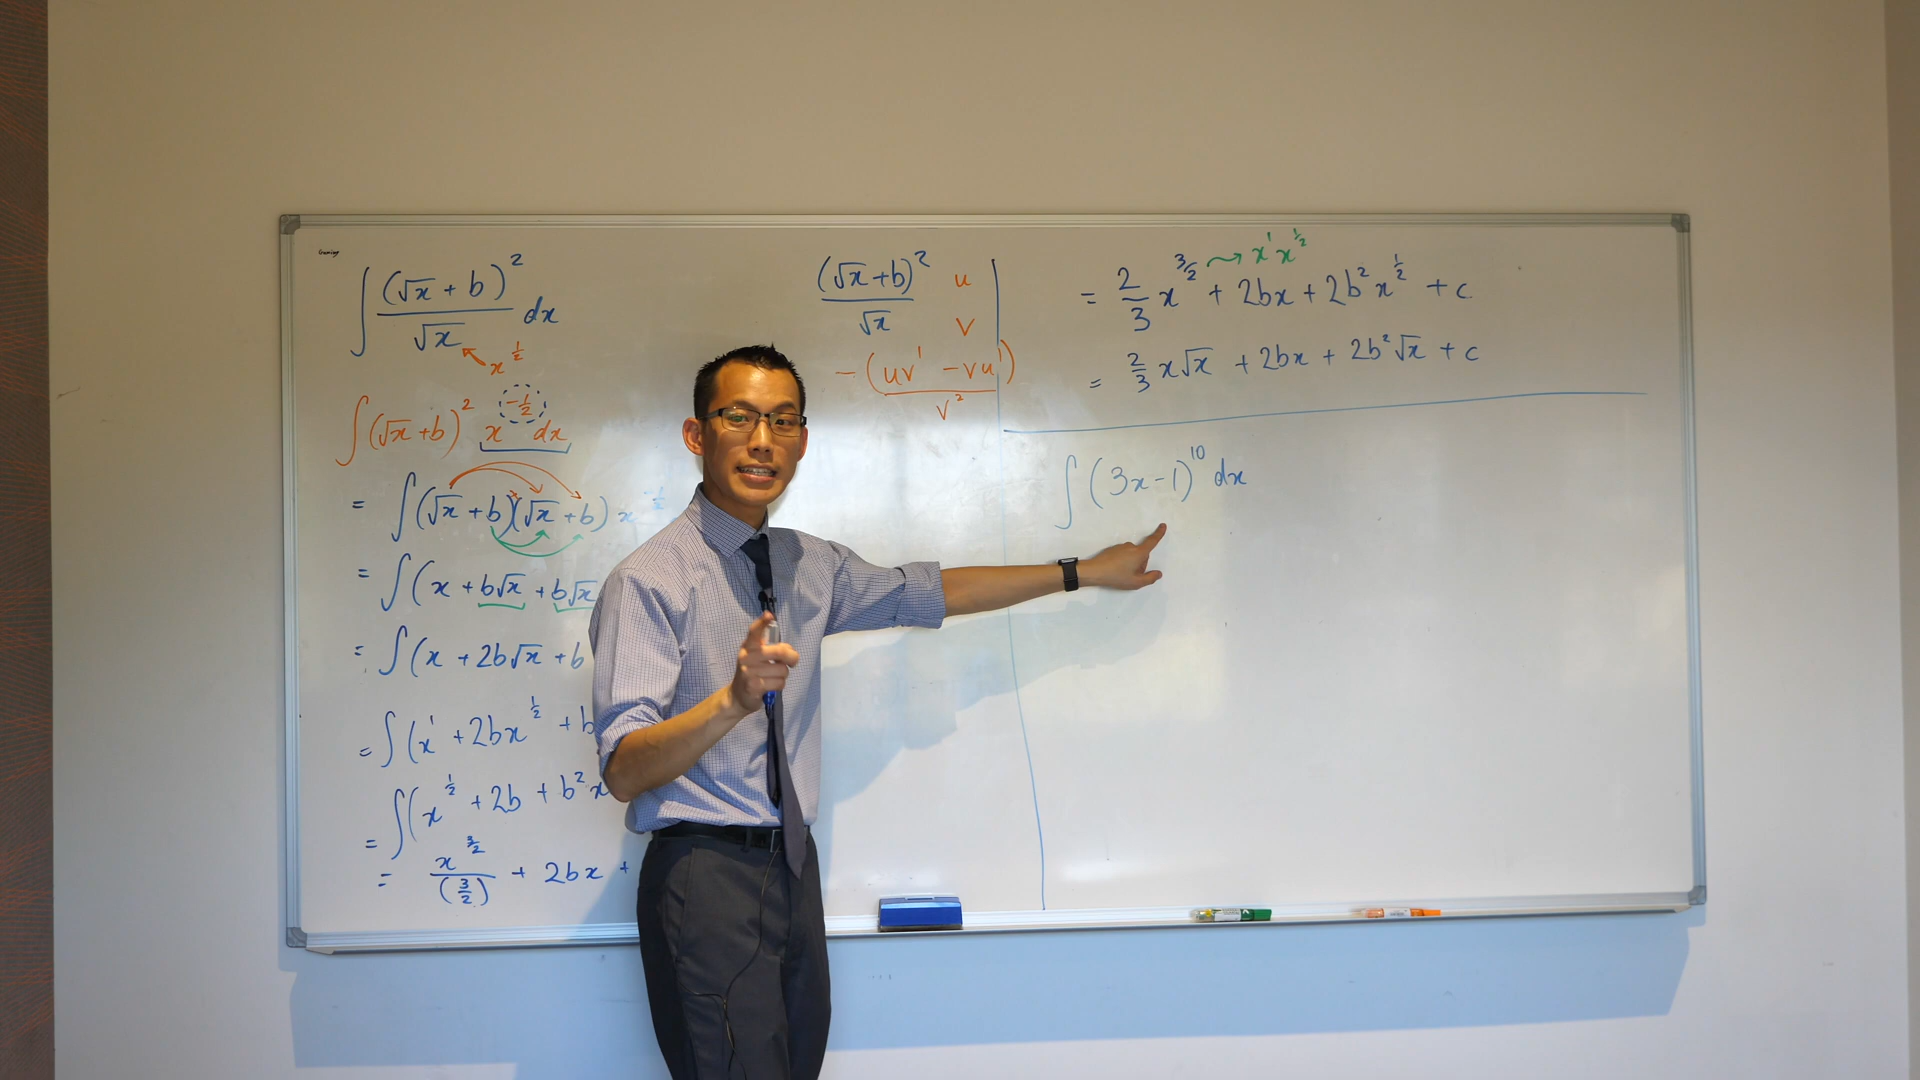 ∫ (√x + b)² / √x dx
x^½
∫ (√x + b)² x^-½ dx
= ∫ (√x + b)(√x + b) x^-½
= ∫ (x + b√x + b√x
= ∫ (x + 2b√x + b
= ∫ (x¹ + 2bx^½ + b
= ∫ (x^½ + 2b + b²x
= x^3/2 / (3/2) + 2bx +
(√x + b)² / √x
u
v
- (uv' - vu') / v²
x¹ x^½
= 2/3 x^3/2 + 2bx + 2b²x^½ + c
= 2/3 x√x + 2bx + 2b²√x + c
∫ (3x - 1)^10 dx